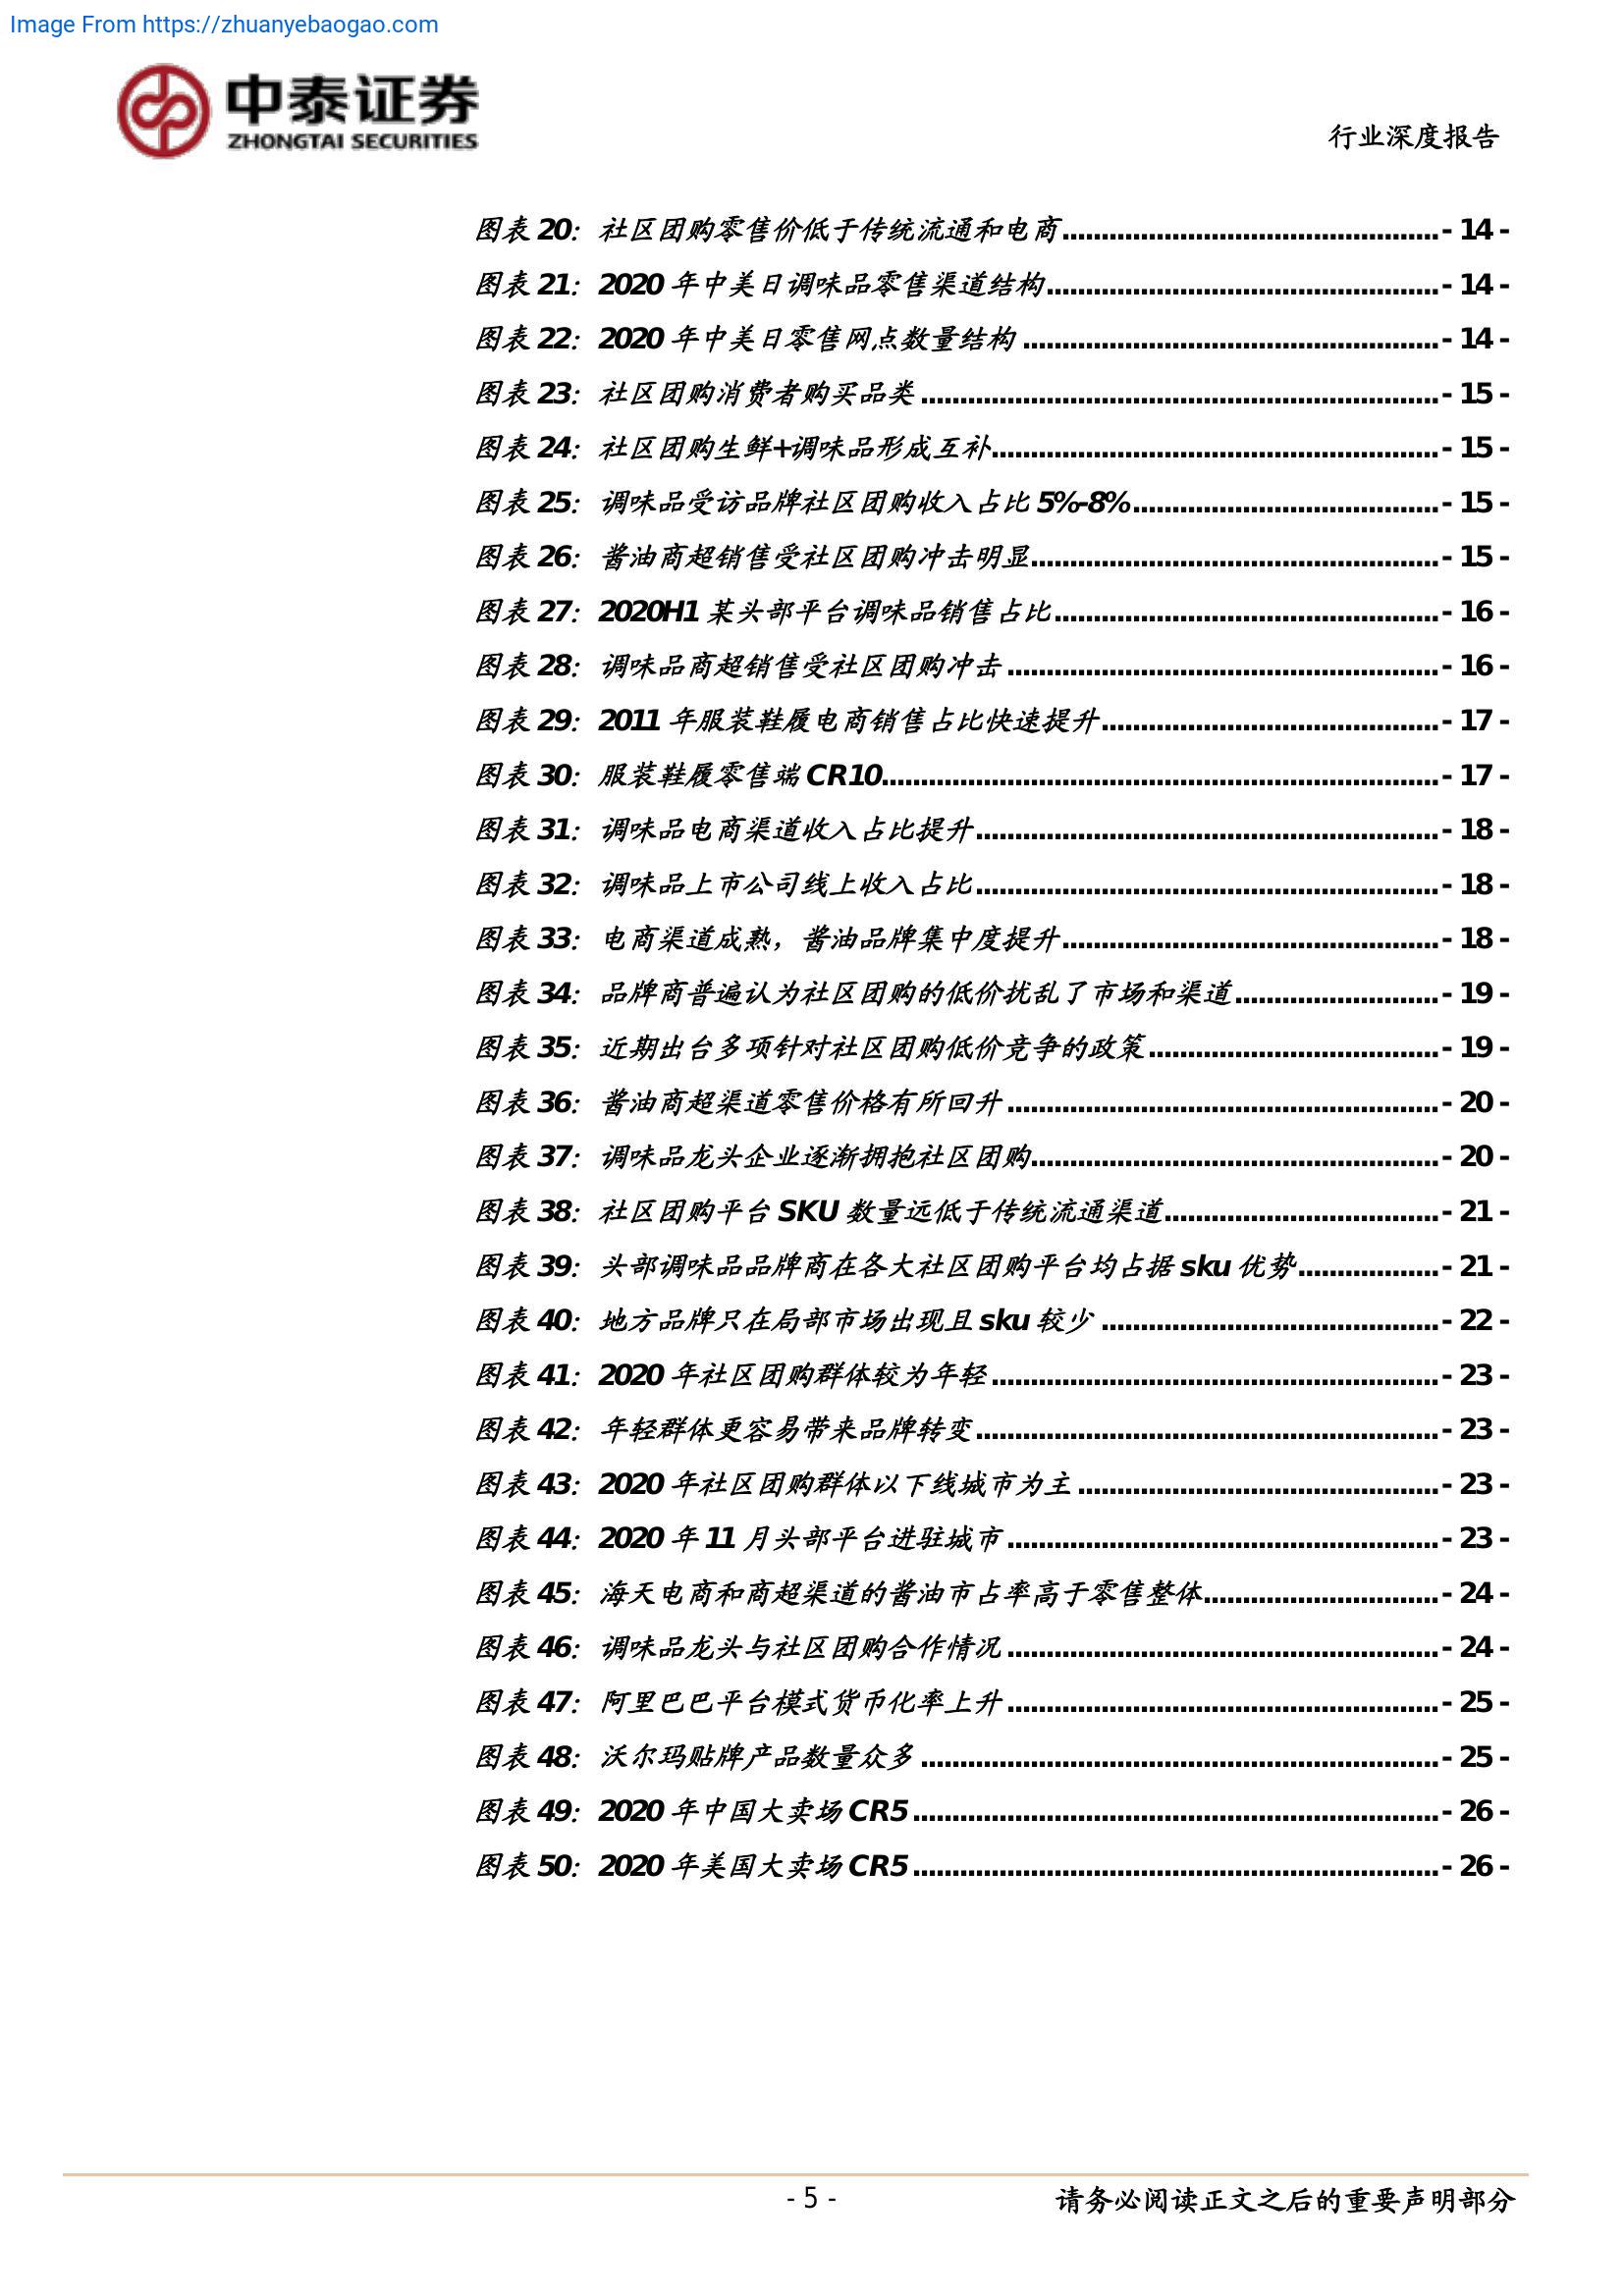 Image From https://zhuanyebaogao.com
中泰证券
ZHONGTAI SECURITIES
行业深度报告
图表 20：社区团购零售价低于传统流通和电商................................................- 14 -
图表 21：2020 年中美日调味品零售渠道结构..................................................- 14 -
图表 22：2020 年中美日零售网点数量结构.....................................................- 14 -
图表 23：社区团购消费者购买品类..................................................................- 15 -
图表 24：社区团购生鲜+调味品形成互补.........................................................- 15 -
图表 25：调味品受访品牌社区团购收入占比 5%-8%.......................................- 15 -
图表 26：酱油商超销售受社区团购冲击明显....................................................- 15 -
图表 27：2020H1 某头部平台调味品销售占比.................................................- 16 -
图表 28：调味品商超销售受社区团购冲击.......................................................- 16 -
图表 29：2011 年服装鞋履电商销售占比快速提升...........................................- 17 -
图表 30：服装鞋履零售端 CR10.......................................................................- 17 -
图表 31：调味品电商渠道收入占比提升...........................................................- 18 -
图表 32：调味品上市公司线上收入占比...........................................................- 18 -
图表 33：电商渠道成熟，酱油品牌集中度提升................................................- 18 -
图表 34：品牌商普遍认为社区团购的低价扰乱了市场和渠道..........................- 19 -
图表 35：近期出台多项针对社区团购低价竞争的政策.....................................- 19 -
图表 36：酱油商超渠道零售价格有所回升.......................................................- 20 -
图表 37：调味品龙头企业逐渐拥抱社区团购....................................................- 20 -
图表 38：社区团购平台 SKU 数量远低于传统流通渠道...................................- 21 -
图表 39：头部调味品品牌商在各大社区团购平台均占据 sku 优势..................- 21 -
图表 40：地方品牌只在局部市场出现且 sku 较少...........................................- 22 -
图表 41：2020 年社区团购群体较为年轻.........................................................- 23 -
图表 42：年轻群体更容易带来品牌转变...........................................................- 23 -
图表 43：2020 年社区团购群体以下线城市为主..............................................- 23 -
图表 44：2020 年 11 月头部平台进驻城市.......................................................- 23 -
图表 45：海天电商和商超渠道的酱油市占率高于零售整体..............................- 24 -
图表 46：调味品龙头与社区团购合作情况.......................................................- 24 -
图表 47：阿里巴巴平台模式货币化率上升.......................................................- 25 -
图表 48：沃尔玛贴牌产品数量众多..................................................................- 25 -
图表 49：2020 年中国大卖场 CR5...................................................................- 26 -
图表 50：2020 年美国大卖场 CR5...................................................................- 26 -
- 5 -
请务必阅读正文之后的重要声明部分